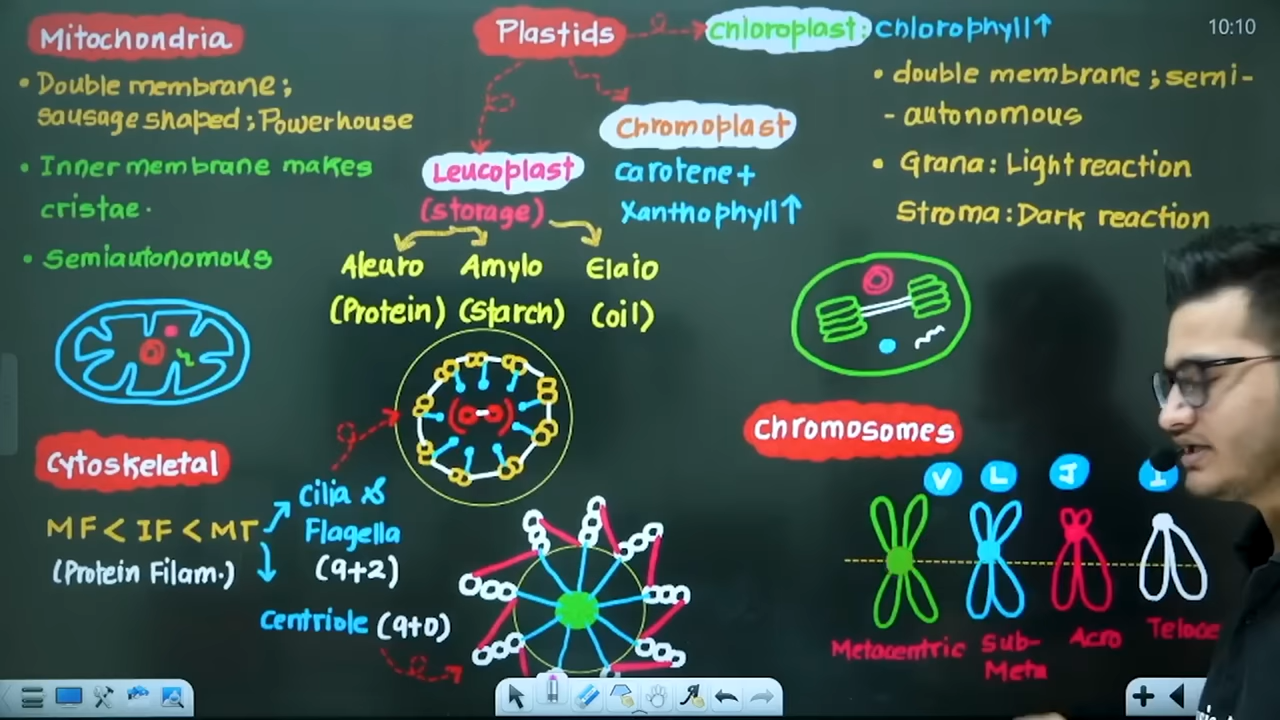 Mitochondria
• Double membrane;
sausage shaped; Powerhouse
• Inner membrane makes
cristae.
• Semiautonomous
Plastids
chloroplast: chlorophyll↑
• double membrane; semi-
- autonomous
• Grana: Light reaction
Stroma: Dark reaction
Chromoplast
carotene +
Xanthophyll↑
Leucoplast
(storage)
Aleuro Amylo Elaio
(Protein) (Starch) (oil)
Cytoskeletal
MF < IF < MT
(Protein Filam.)
Cilia &
Flagella
(9+2)
Centriole (9+0)
chromosomes
V L J I
Metacentric Sub-
Meta
Acro
Teloce
10:10